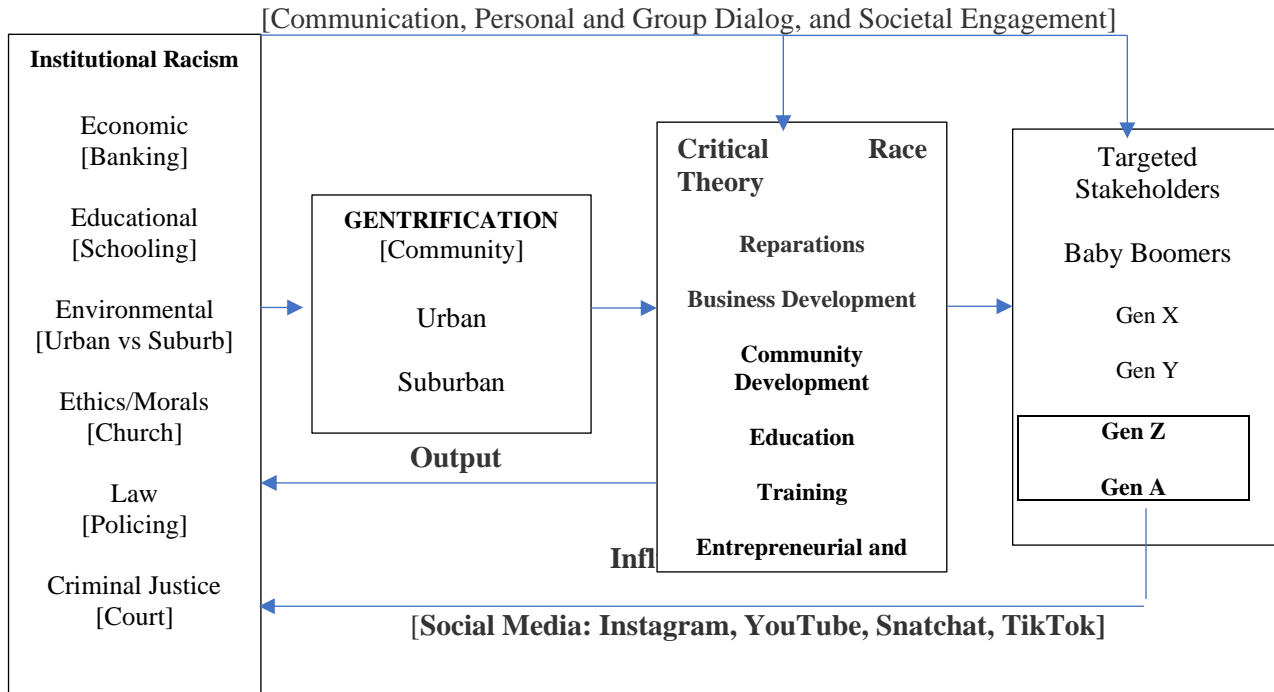 [Communication, Personal and Group Dialog, and Societal Engagement]
Institutional Racism
Economic
[Banking]
Educational
[Schooling]
Environmental
[Urban vs Suburb]
Ethics/Morals
[Church]
Law
[Policing]
Criminal Justice
[Court]
GENTRIFICATION
[Community]
Urban
Suburban
Output
Critical Race
Theory
Reparations
Business Development
Community
Development
Education
Training
Entrepreneurial and
Targeted
Stakeholders
Baby Boomers
Gen X
Gen Y
Gen Z
Gen A
[Social Media: Instagram, YouTube, Snatchat, TikTok]